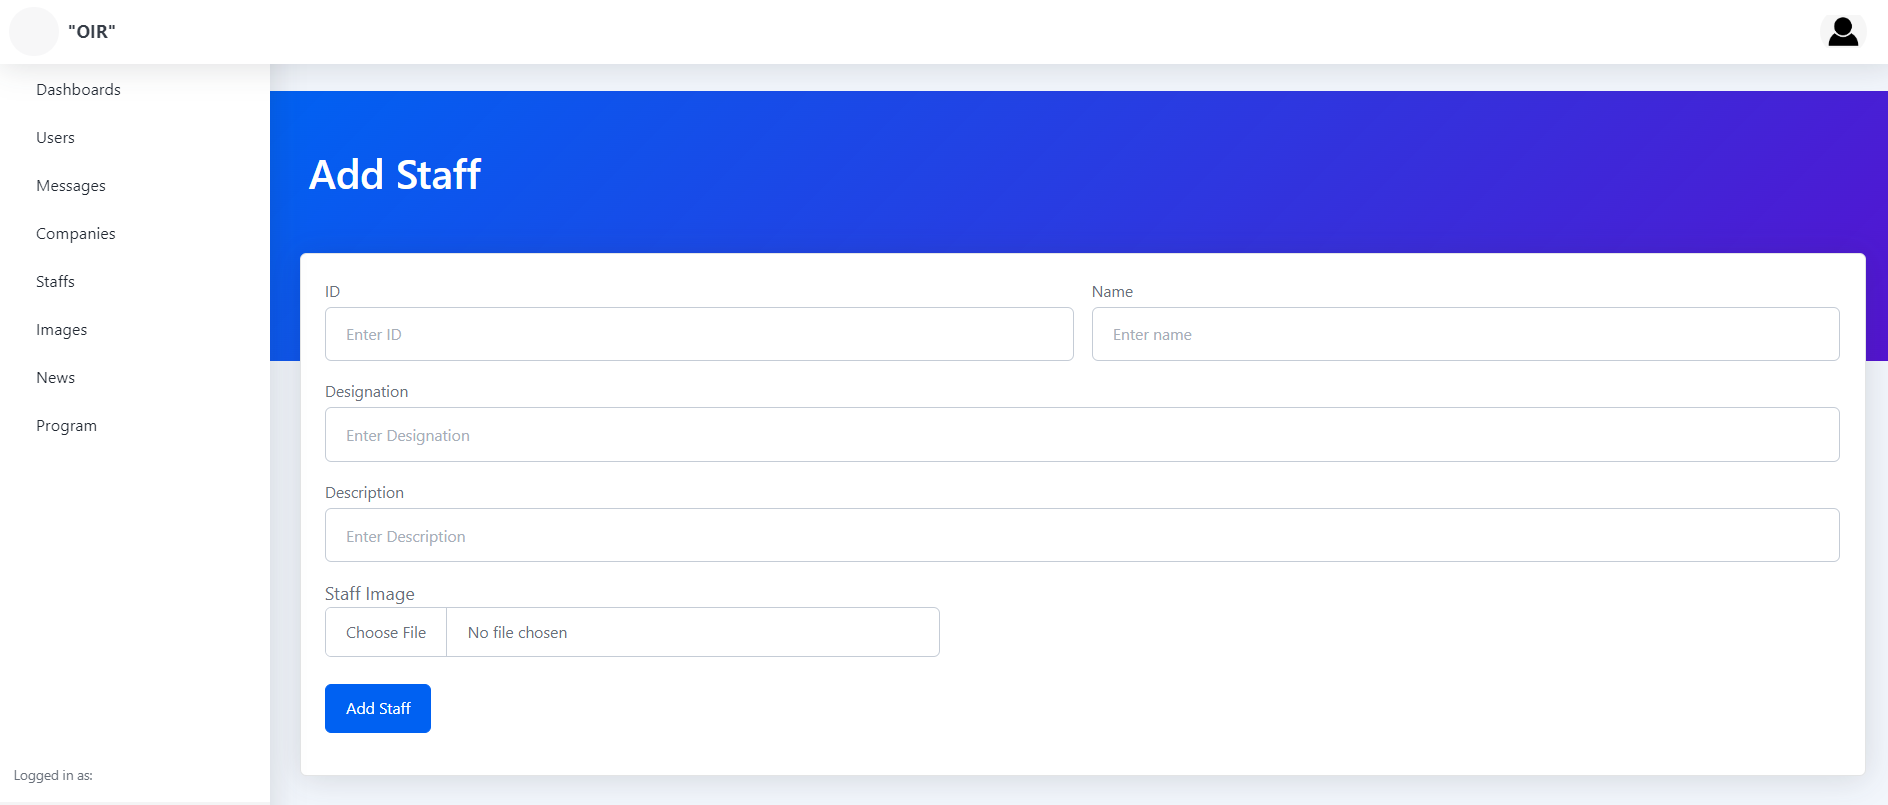 "OIR"
Dashboards
Users
Messages
Companies
Staffs
Images
News
Program
Logged in as:
Add Staff
ID
Name
Enter ID
Enter name
Designation
Enter Designation
Description
Enter Description
Staff Image
Choose File
No file chosen
Add Staff